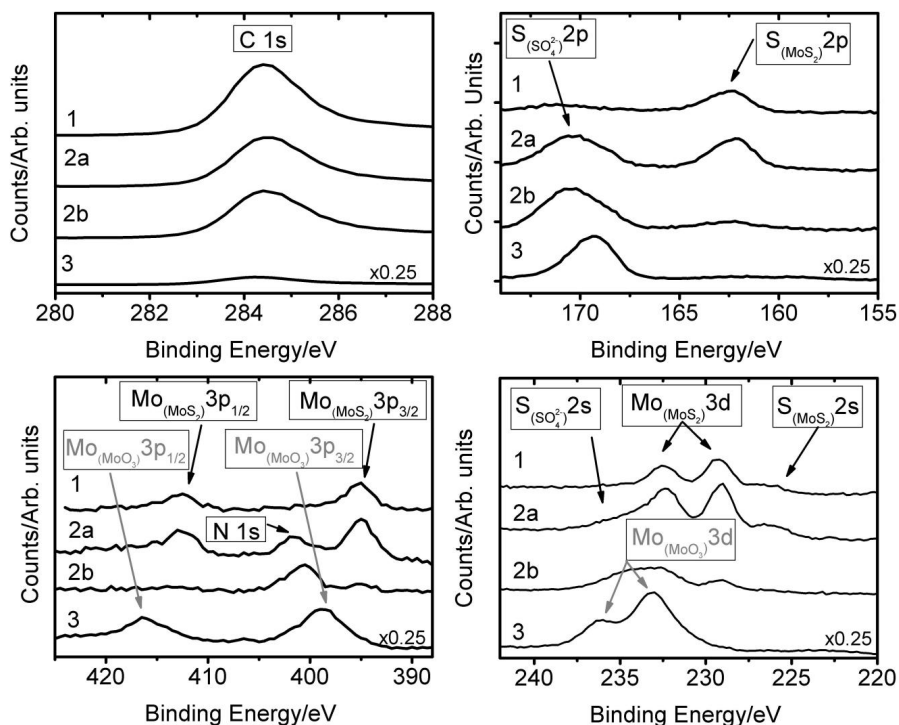 C 1s
1
2a
2b
3
x0.25
280 282 284 286 288
Binding Energy/eV
Counts/Arb. units
S(SO₄²⁻)2p
S(MoS₂)2p
1
2a
2b
3
x0.25
170 165 160 155
Binding Energy/eV
Counts/Arb. Units
Mo(MoS₂)3p1/2
Mo(MoS₂)3p3/2
Mo(MoO₃)3p1/2
Mo(MoO₃)3p3/2
1
2a
N 1s
2b
3
x0.25
420 410 400 390
Binding Energy/eV
Counts/Arb. units
S(SO₄²⁻)2s
Mo(MoS₂)3d
S(MoS₂)2s
1
2a
Mo(MoO₃)3d
2b
3
x0.25
240 235 230 225 220
Binding Energy/eV
Counts/Arb. units